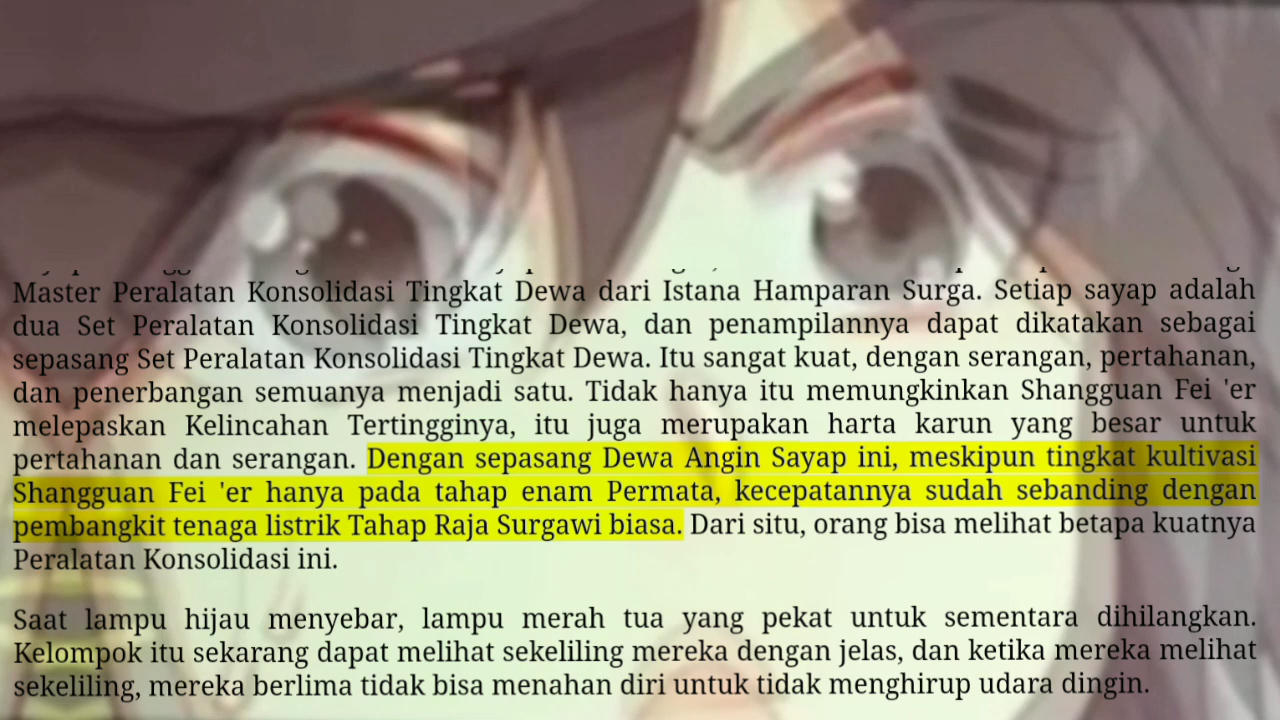 Master Peralatan Konsolidasi Tingkat Dewa dari Istana Hamparan Surga. Setiap sayap adalah
dua Set Peralatan Konsolidasi Tingkat Dewa, dan penampilannya dapat dikatakan sebagai
sepasang Set Peralatan Konsolidasi Tingkat Dewa. Itu sangat kuat, dengan serangan, pertahanan,
dan penerbangan semuanya menjadi satu. Tidak hanya itu memungkinkan Shangguan Fei 'er
melepaskan Kelincahan Tertingginya, itu juga merupakan harta karun yang besar untuk
pertahanan dan serangan. Dengan sepasang Dewa Angin Sayap ini, meskipun tingkat kultivasi
Shangguan Fei 'er hanya pada tahap enam Permata, kecepatannya sudah sebanding dengan
pembangkit tenaga listrik Tahap Raja Surgawi biasa. Dari situ, orang bisa melihat betapa kuatnya
Peralatan Konsolidasi ini.
Saat lampu hijau menyebar, lampu merah tua yang pekat untuk sementara dihilangkan.
Kelompok itu sekarang dapat melihat sekeliling mereka dengan jelas, dan ketika mereka melihat
sekeliling, mereka berlima tidak bisa menahan diri untuk tidak menghirup udara dingin.